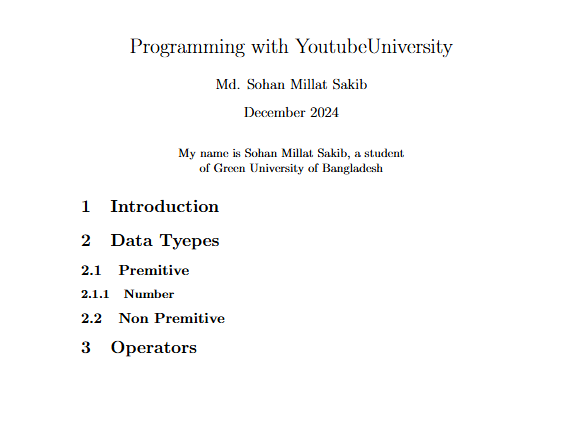 Programming with YoutubeUniversity
Md. Sohan Millat Sakib
December 2024
My name is Sohan Millat Sakib, a student
of Green University of Bangladesh
1 Introduction
2 Data Tyepes
2.1 Premitive
2.1.1 Number
2.2 Non Premitive
3 Operators